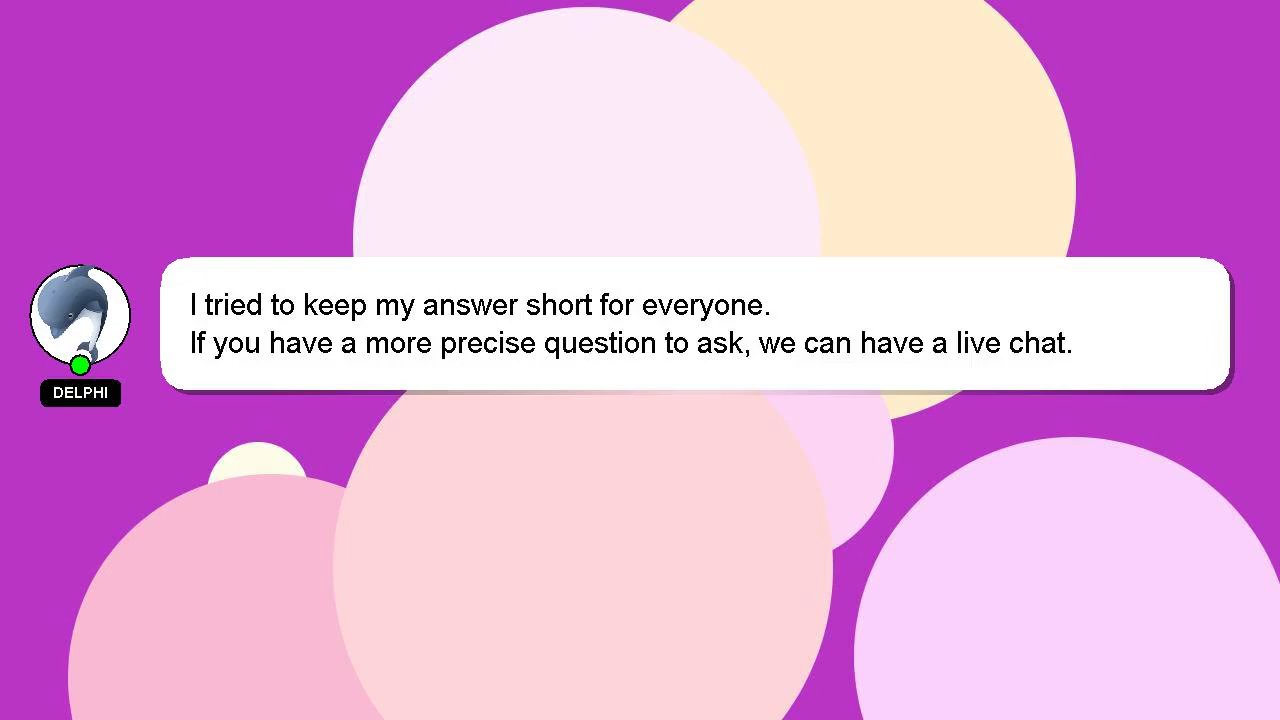 I tried to keep my answer short for everyone.
If you have a more precise question to ask, we can have a live chat.
DELPHI